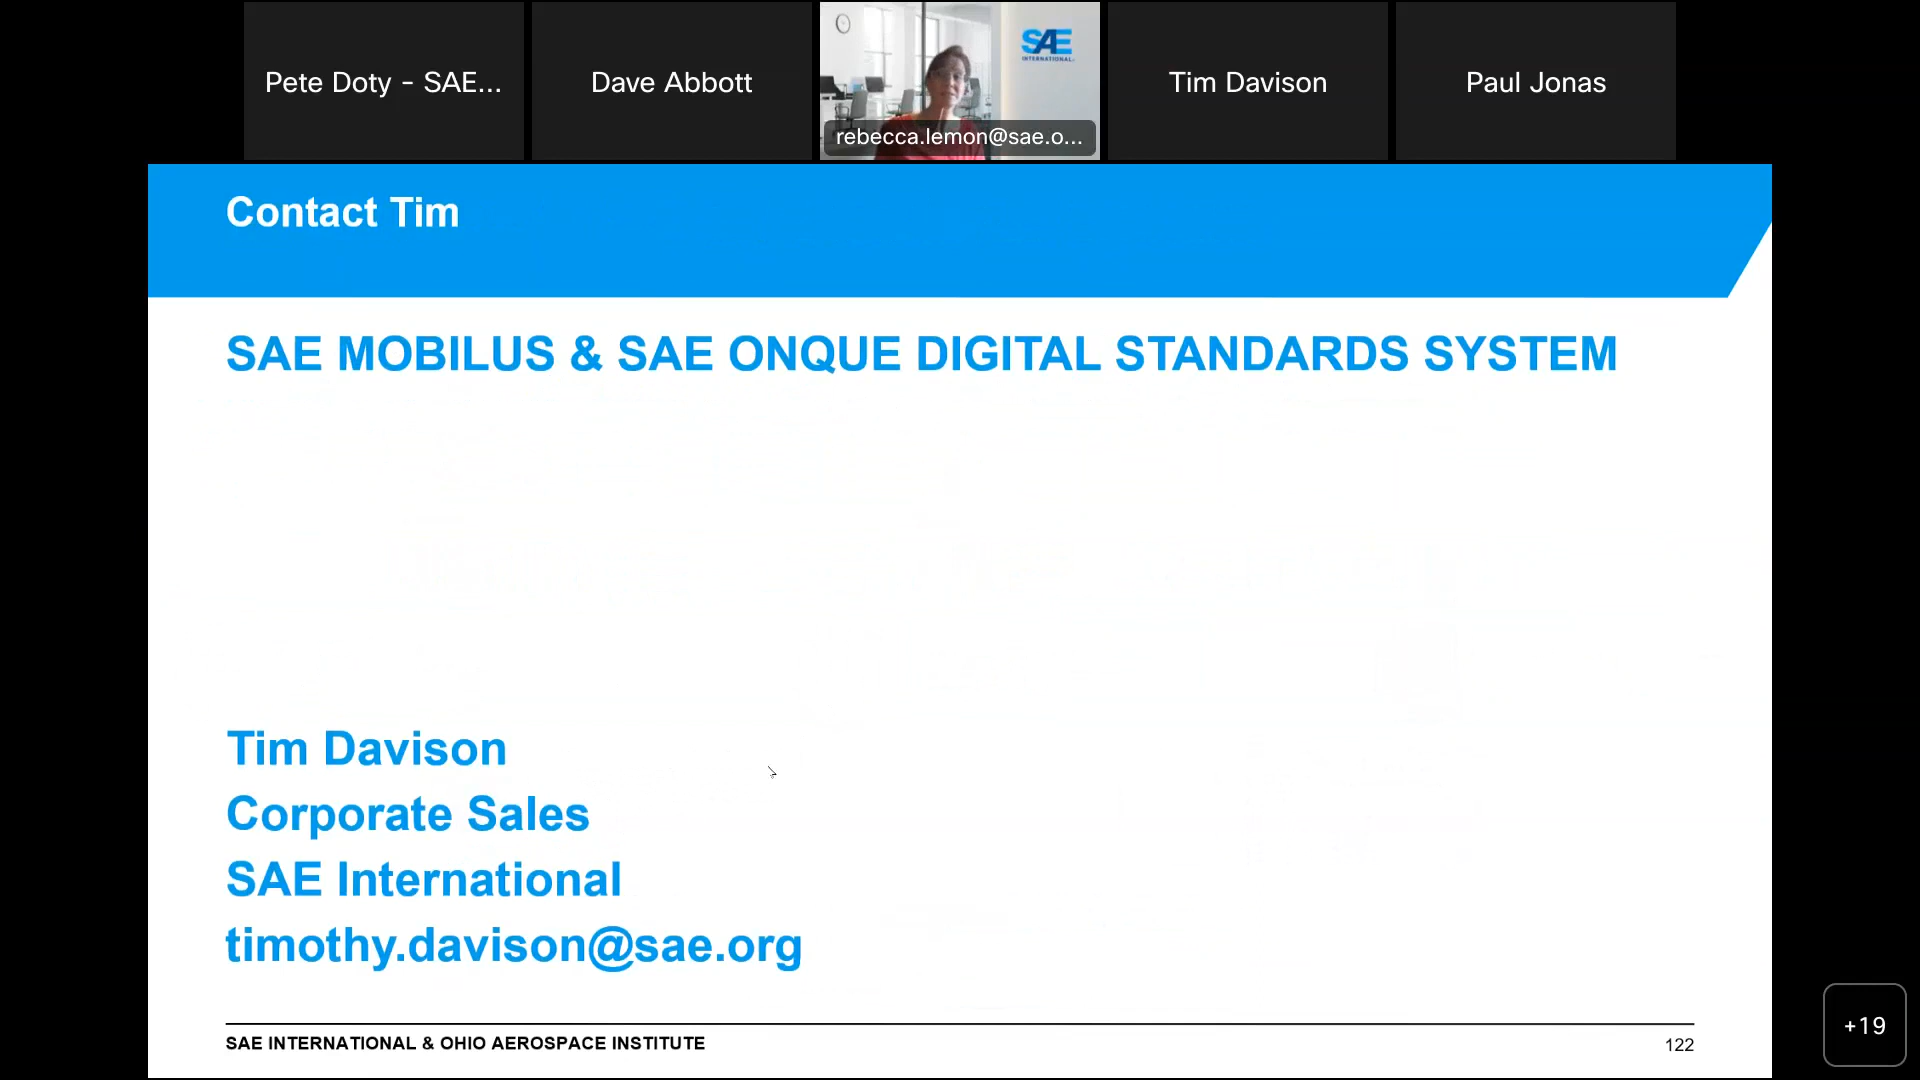 Pete Doty - SAE...
Dave Abbott
SAE
INTERNATIONAL
rebecca.lemon@sae.o...
Tim Davison
Paul Jonas
Contact Tim
SAE MOBILUS & SAE ONQUE DIGITAL STANDARDS SYSTEM
Tim Davison
Corporate Sales
SAE International
timothy.davison@sae.org
SAE INTERNATIONAL & OHIO AEROSPACE INSTITUTE
122
+19